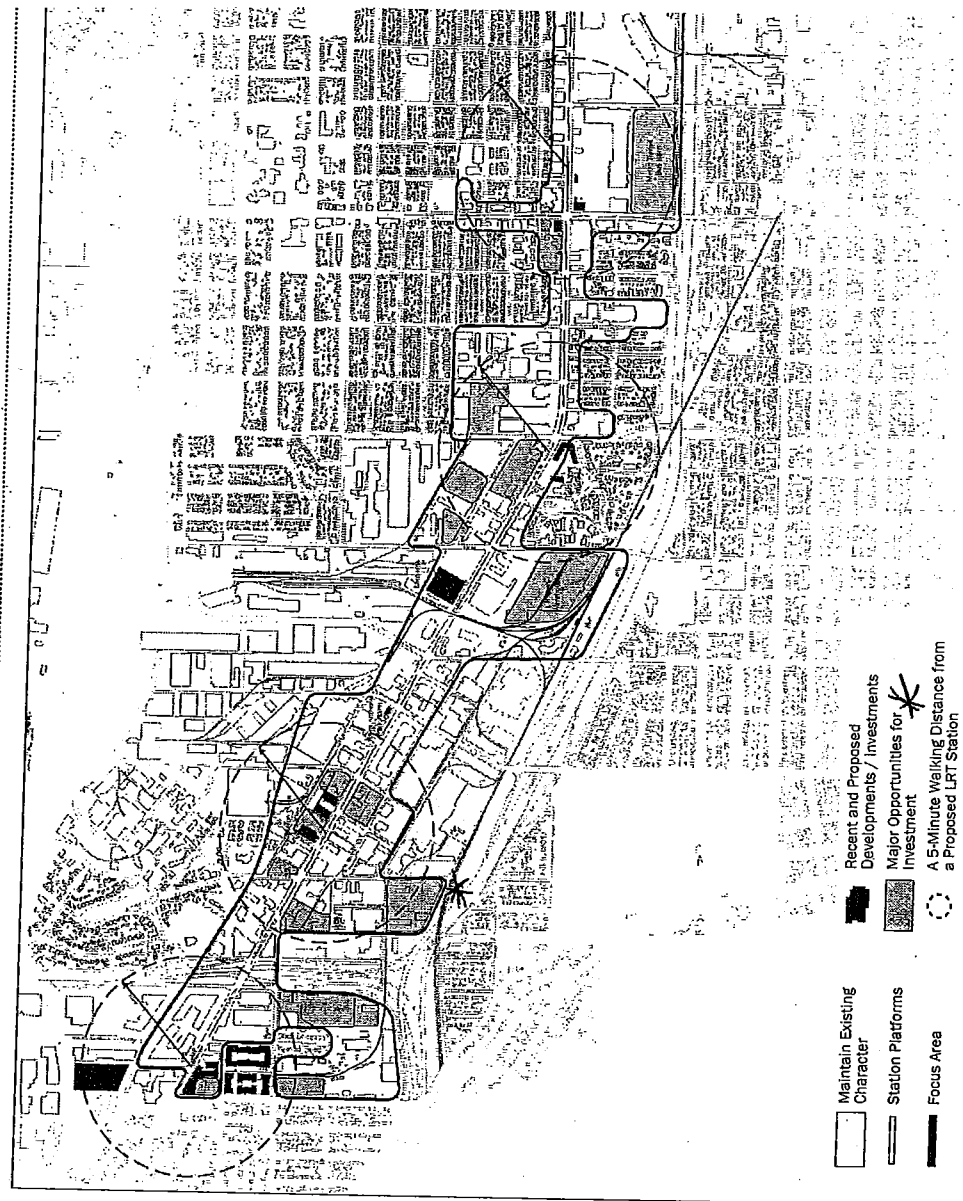 Maintain Existing
Character
Station Platforms
Focus Area
Recent and Proposed
Developments / Investments
Major Opportunities for
Investment
A 5-Minute Walking Distance from
a Proposed LRT Station